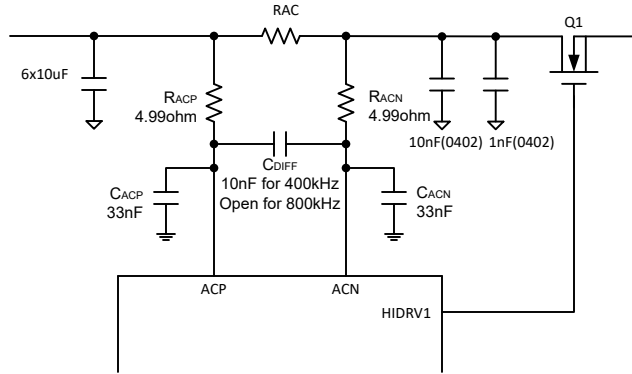 RAC
Q1
6x10uF
RACP
4.99ohm
RACN
4.99ohm
10nF(0402)
1nF(0402)
CDIFF
10nF for 400kHz
Open for 800kHz
CACP
33nF
CACN
33nF
ACP
ACN
HIDRV1